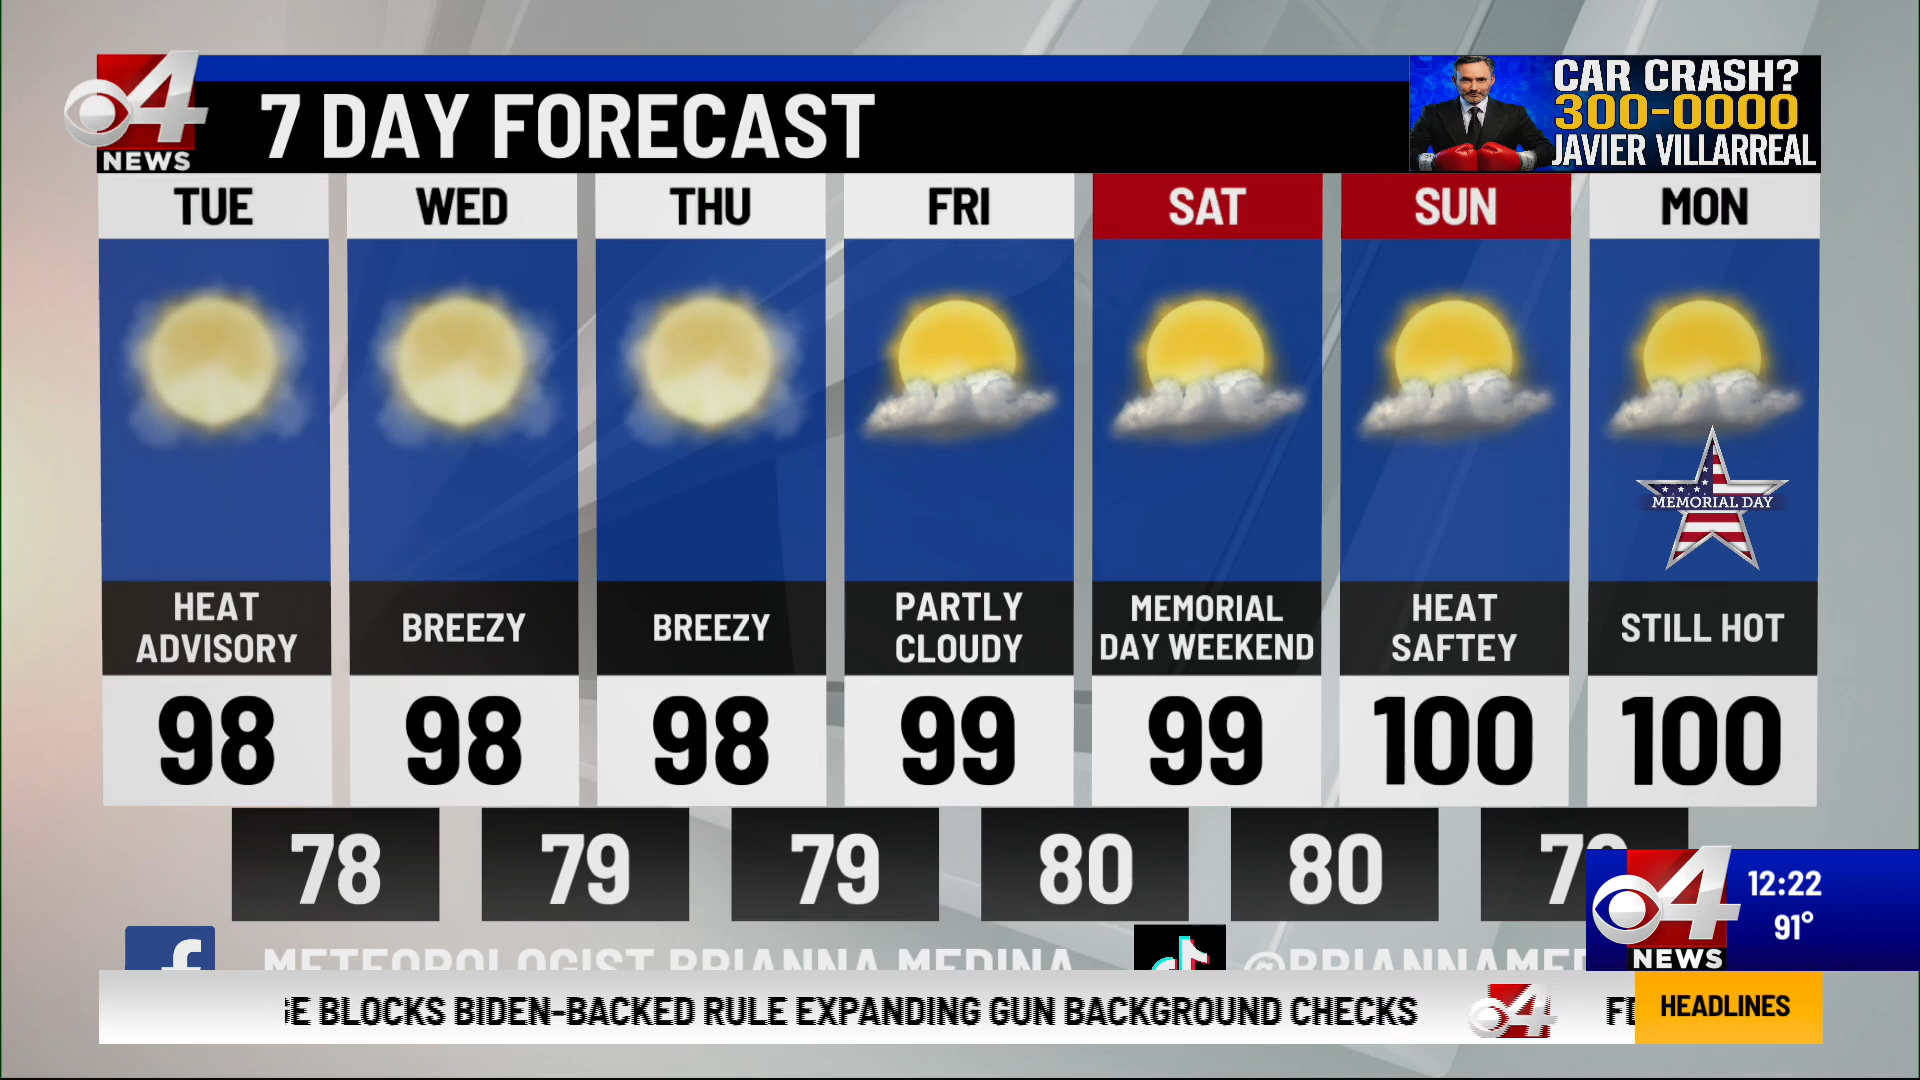 4
NEWS
7 DAY FORECAST
CAR CRASH?
300-0000
JAVIER VILLARREAL
TUE
WED
THU
FRI
SAT
SUN
MON
MEMORIAL DAY
HEAT
ADVISORY
BREEZY
BREEZY
PARTLY
CLOUDY
MEMORIAL
DAY WEEKEND
HEAT
SAFTEY
STILL HOT
98
98
98
99
99
100
100
78
79
79
80
80
4
NEWS
12:22
91°
METEOROLOGIST BRIANNA MEDINA
BLOCKS BIDEN-BACKED RULE EXPANDING GUN BACKGROUND CHECKS
4
HEADLINES